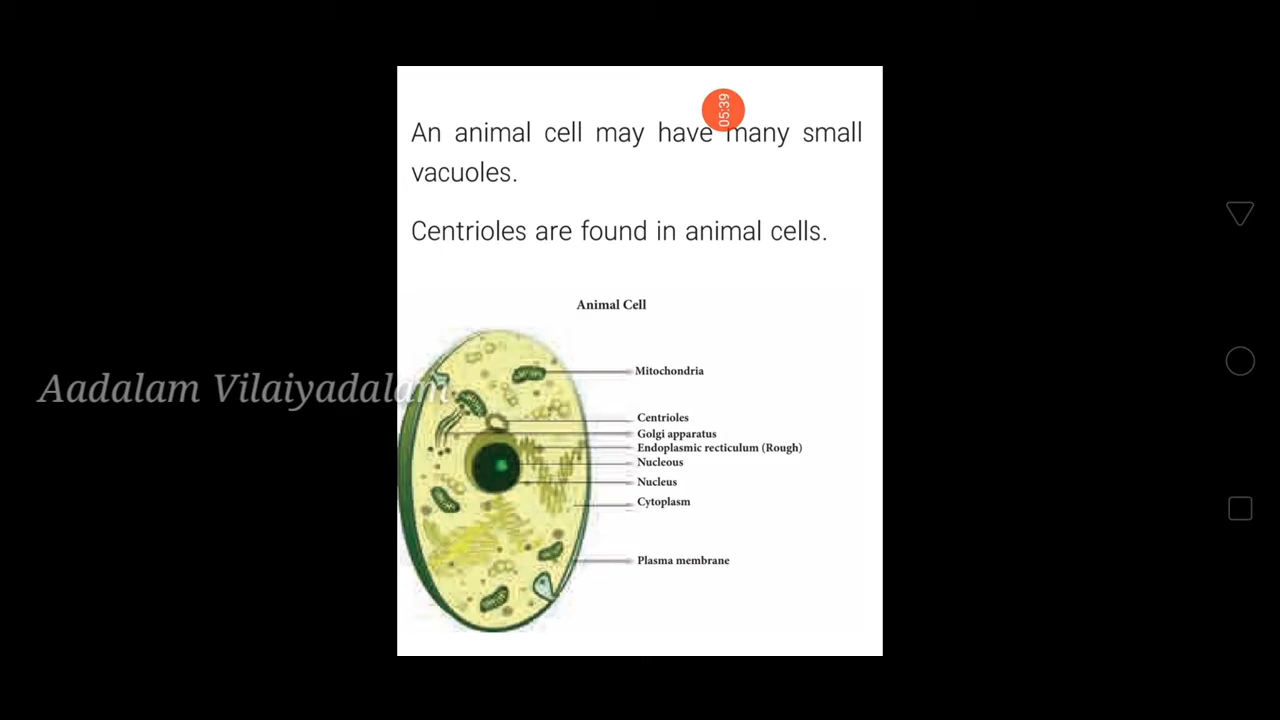 05:39
An animal cell may have many small
vacuoles.
Centrioles are found in animal cells.
Animal Cell
Mitochondria
Aadalam Vilaiyadalam
Centrioles
Golgi apparatus
Endoplasmic recticulum (Rough)
Nucleous
Nucleus
Cytoplasm
Plasma membrane